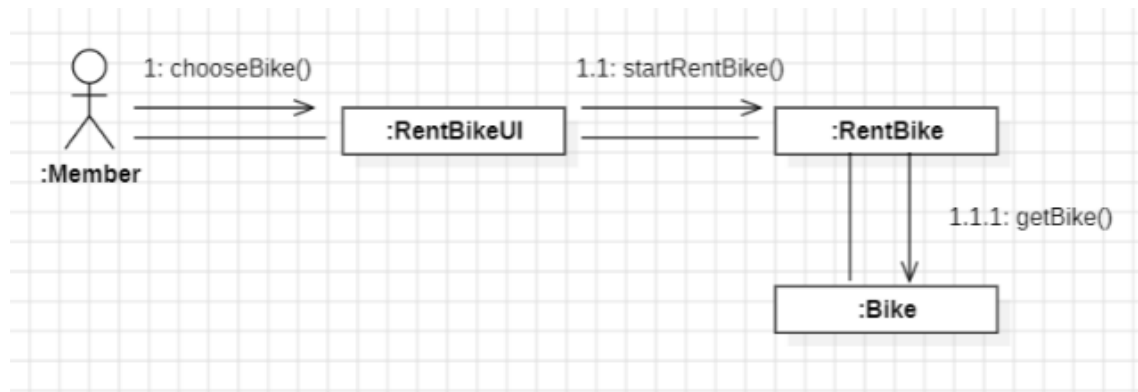 1: chooseBike()
1.1: startRentBike()
:RentBikeUI
:RentBike
:Member
1.1.1: getBike()
:Bike